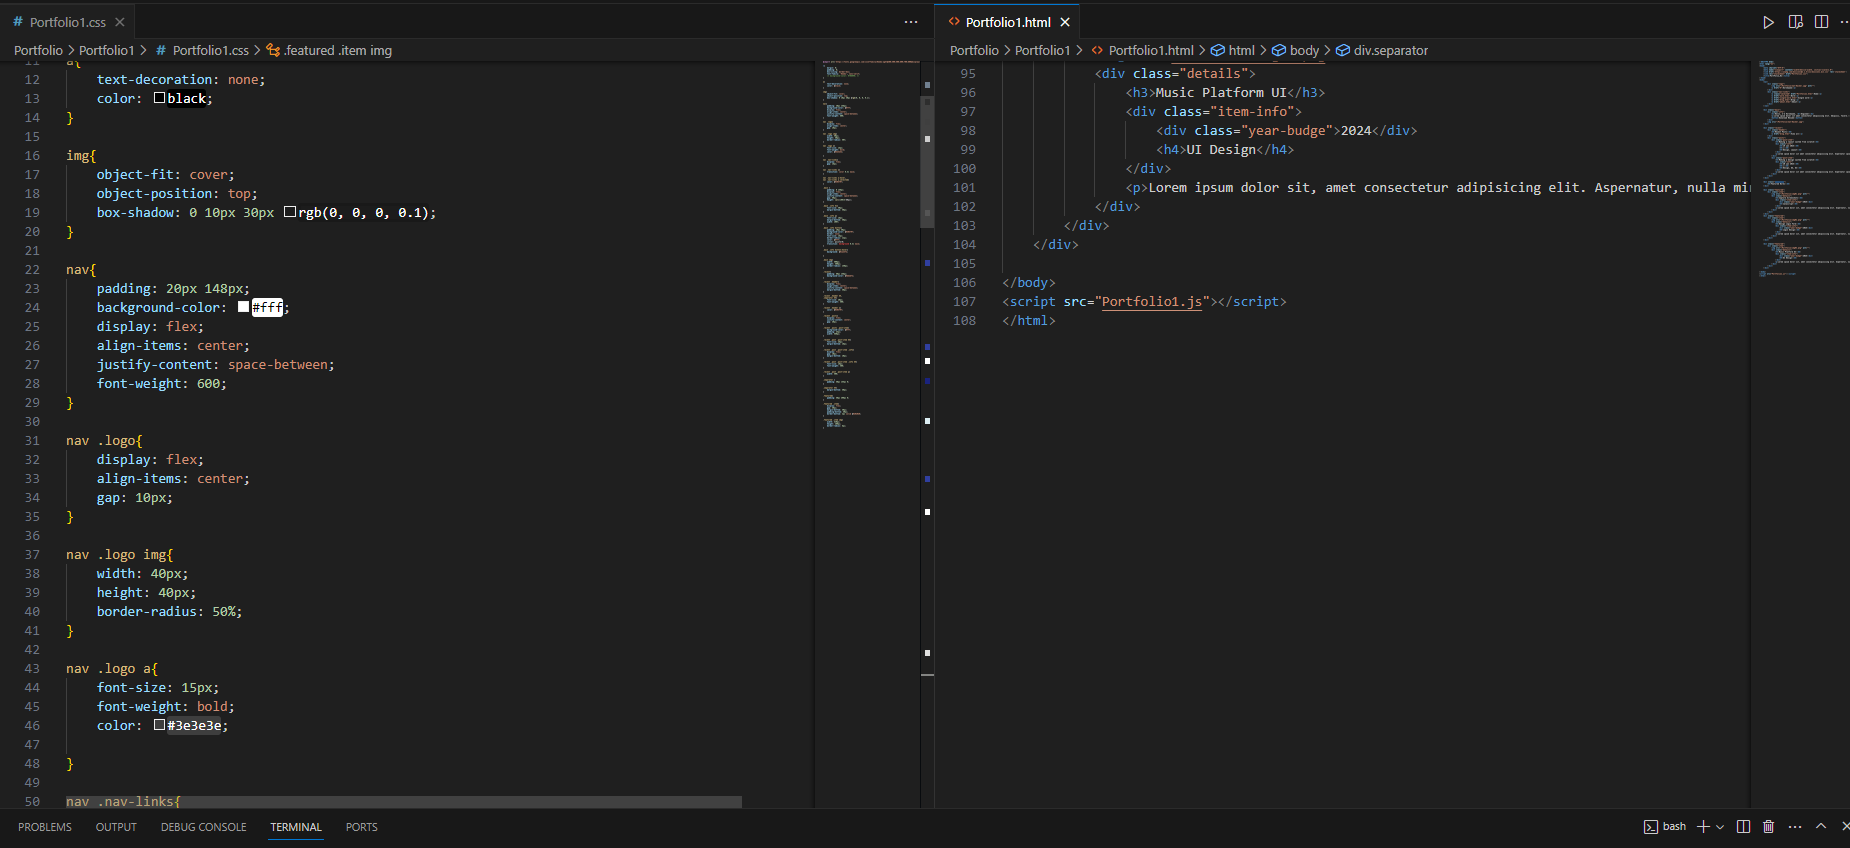 Portfolio1.css
Portfolio > Portfolio1 > # Portfolio1.css > .featured .item img
11 a{
12 text-decoration: none;
13 color: black;
14 }
15
16 img{
17 object-fit: cover;
18 object-position: top;
19 box-shadow: 0 10px 30px rgb(0, 0, 0, 0.1);
20 }
21
22 nav{
23 padding: 20px 148px;
24 background-color: #fff;
25 display: flex;
26 align-items: center;
27 justify-content: space-between;
28 font-weight: 600;
29 }
30
31 nav .logo{
32 display: flex;
33 align-items: center;
34 gap: 10px;
35 }
36
37 nav .logo img{
38 width: 40px;
39 height: 40px;
40 border-radius: 50%;
41 }
42
43 nav .logo a{
44 font-size: 15px;
45 font-weight: bold;
46 color: #3e3e3e;
47
48 }
49
50 nav .nav-links{
Portfolio1.html
Portfolio > Portfolio1 > <> Portfolio1.html > html > body > div.separator
95 <div class="details">
96 <h3>Music Platform UI</h3>
97 <div class="item-info">
98 <div class="year-budge">2024</div>
99 <h4>UI Design</h4>
100 </div>
101 <p>Lorem ipsum dolor sit, amet consectetur adipisicing elit. Aspernatur, nulla
102 </div>
103 </div>
104 </div>
105
106 </body>
107 <script src="Portfolio1.js"></script>
108 </html>
PROBLEMS OUTPUT DEBUG CONSOLE TERMINAL PORTS
bash